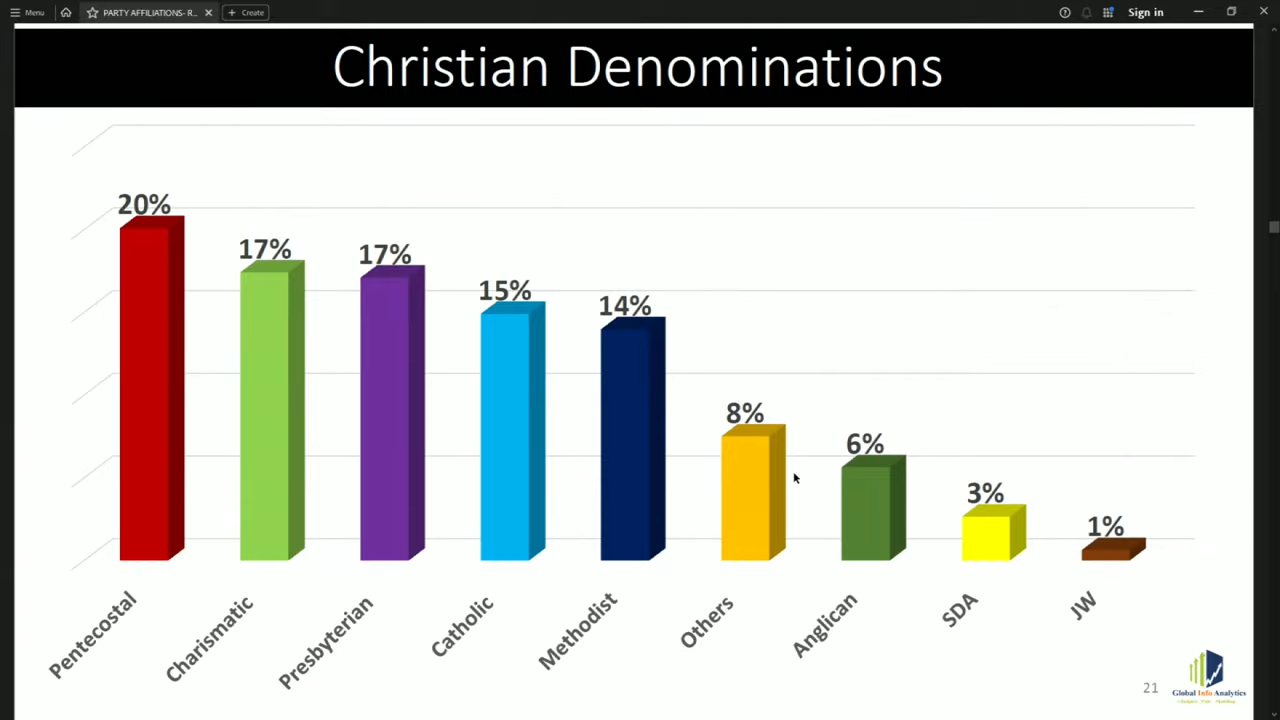 Menu
PARTY AFFILIATIONS- R...
+ Create
Sign in
Christian Denominations
20%
17%
17%
15%
14%
8%
6%
3%
1%
Pentecostal
Charismatic
Presbyterian
Catholic
Methodist
Others
Anglican
SDA
JW
21
Global Info Analytics